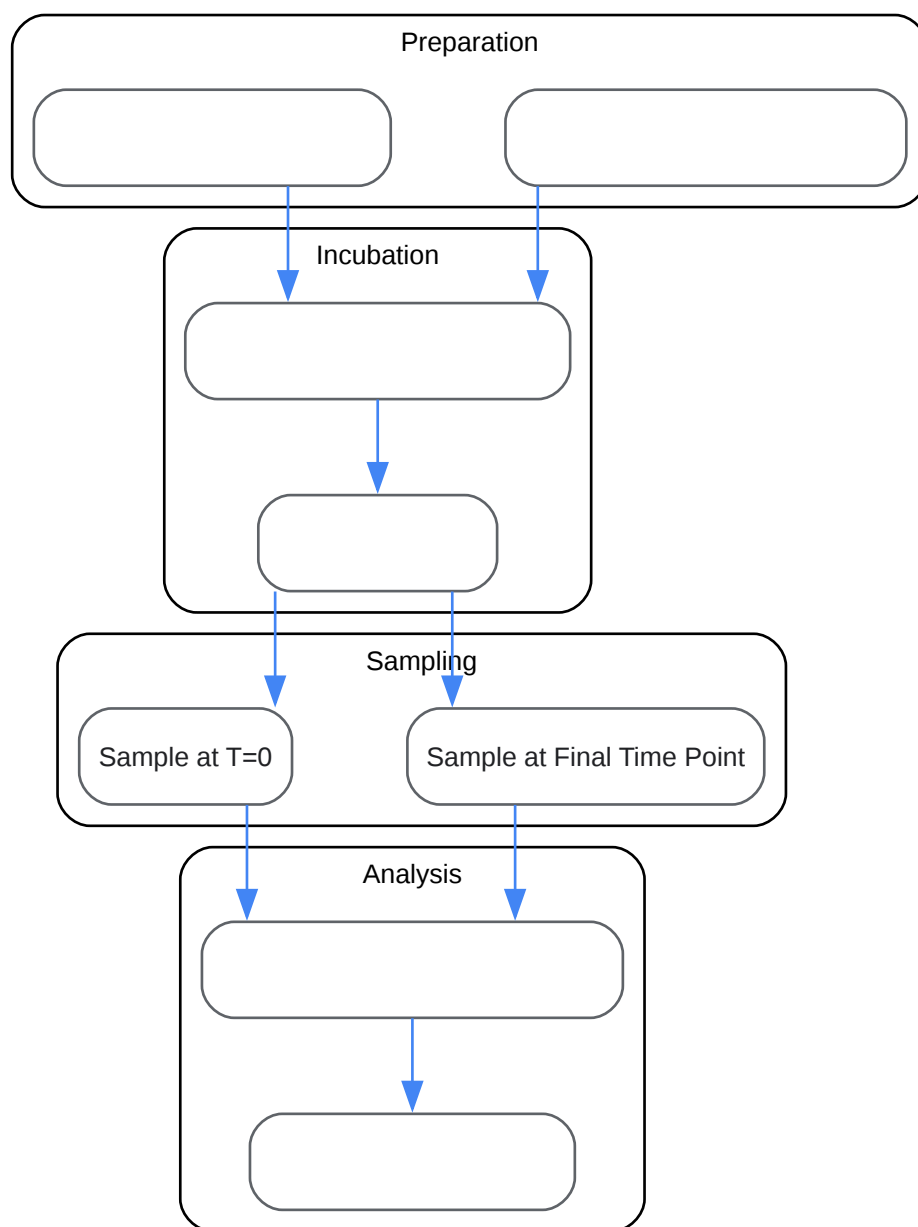 Preparation
Incubation
Sampling
Sample at T=0
Sample at Final Time Point
Analysis